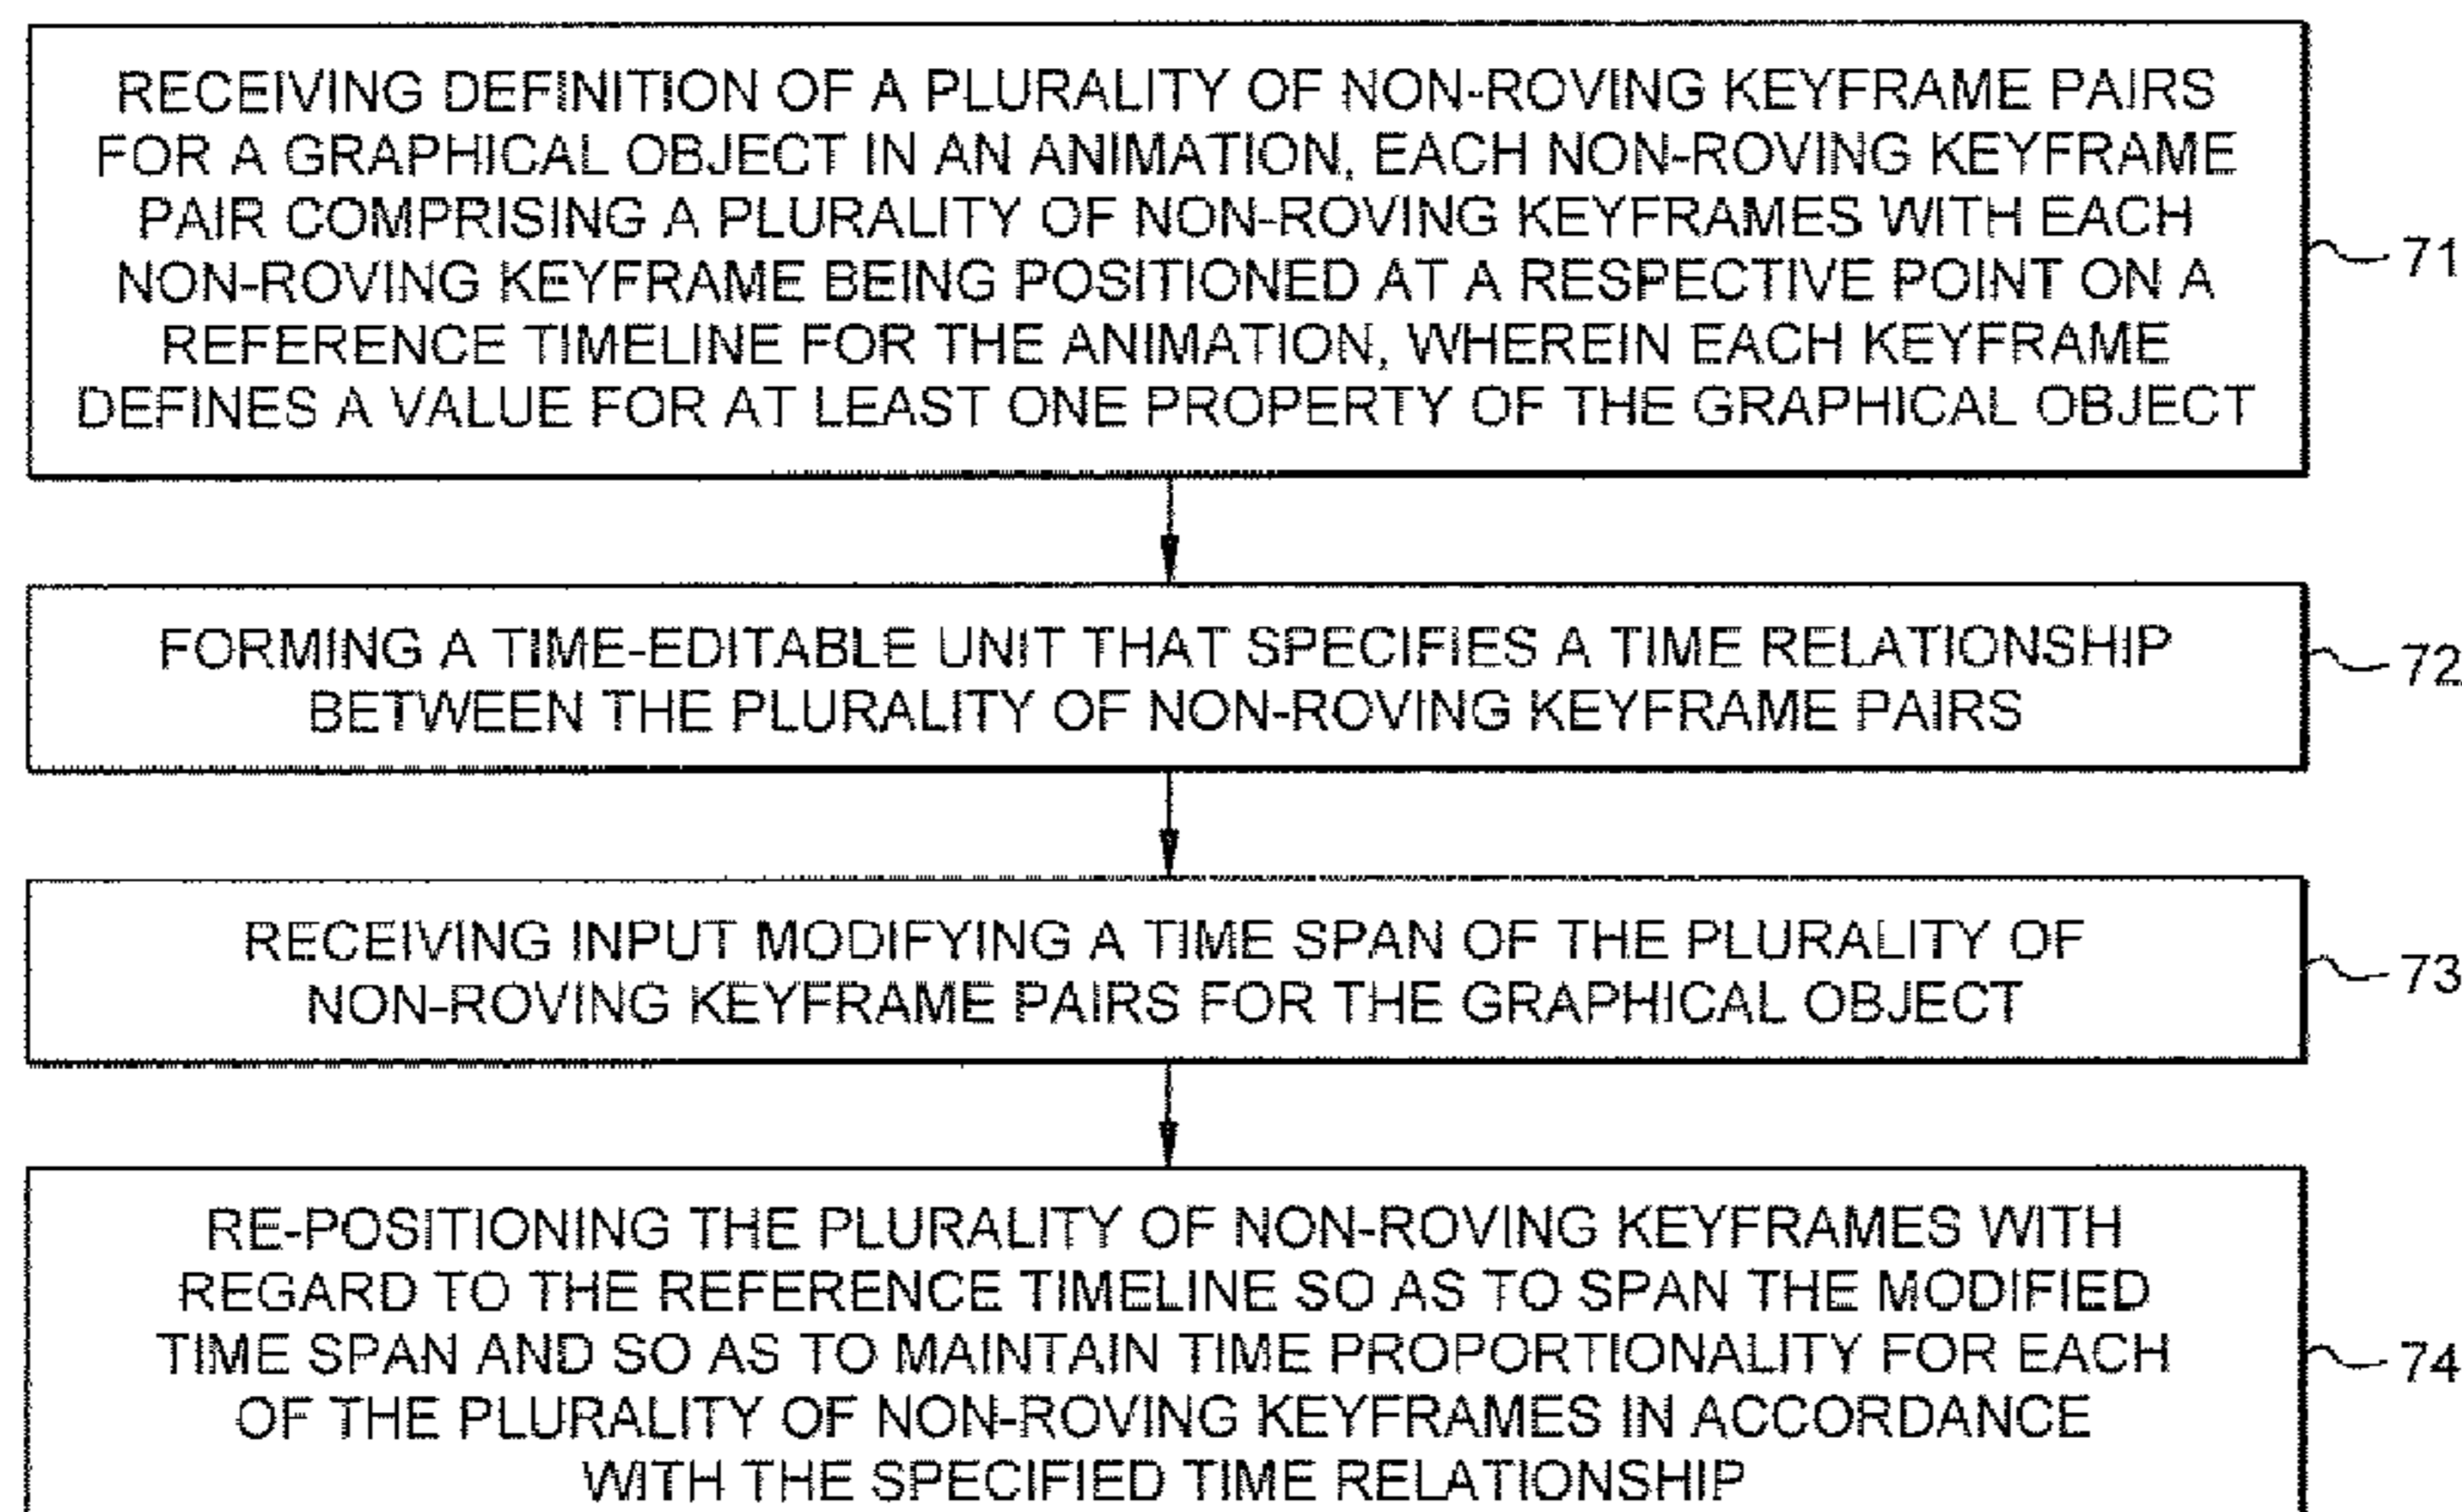 RECEIVING DEFINITION OF A PLURALITY OF NON-ROVING KEYFRAME PAIRS
FOR A GRAPHICAL OBJECT IN AN ANIMATION, EACH NON-ROVING KEYFRAME
PAIR COMPRISING A PLURALITY OF NON-ROVING KEYFRAMES WITH EACH
NON-ROVING KEYFRAME BEING POSITIONED AT A RESPECTIVE POINT ON A
REFERENCE TIMELINE FOR THE ANIMATION, WHEREIN EACH KEYFRAME
DEFINES A VALUE FOR AT LEAST ONE PROPERTY OF THE GRAPHICAL OBJECT
71
FORMING A TIME-EDITABLE UNIT THAT SPECIFIES A TIME RELATIONSHIP
BETWEEN THE PLURALITY OF NON-ROVING KEYFRAME PAIRS
72
RECEIVING INPUT MODIFYING A TIME SPAN OF THE PLURALITY OF
NON-ROVING KEYFRAME PAIRS FOR THE GRAPHICAL OBJECT
73
RE-POSITIONING THE PLURALITY OF NON-ROVING KEYFRAMES WITH
REGARD TO THE REFERENCE TIMELINE SO AS TO SPAN THE MODIFIED
TIME SPAN AND SO AS TO MAINTAIN TIME PROPORTIONALITY FOR EACH
OF THE PLURALITY OF NON-ROVING KEYFRAMES IN ACCORDANCE
WITH THE SPECIFIED TIME RELATIONSHIP
74